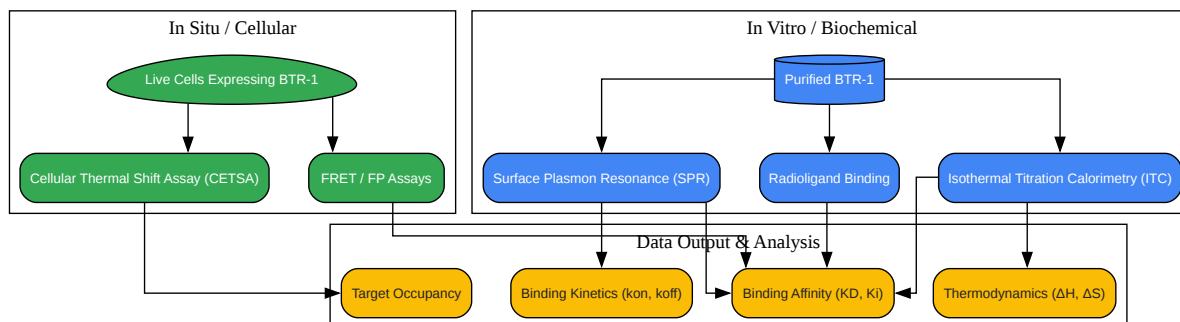 In Situ / Cellular
In Vitro / Biochemical
Live Cells Expressing BTR-1
Purified BTR-1
Cellular Thermal Shift Assay (CETSA)
FRET / FP Assays
Surface Plasmon Resonance (SPR)
Radioligand Binding
Isothermal Titration Calorimetry (ITC)
Data Output & Analysis
Target Occupancy
Binding Kinetics (kon, koff)
Binding Affinity (KD, Ki)
Thermodynamics (ΔH, ΔS)